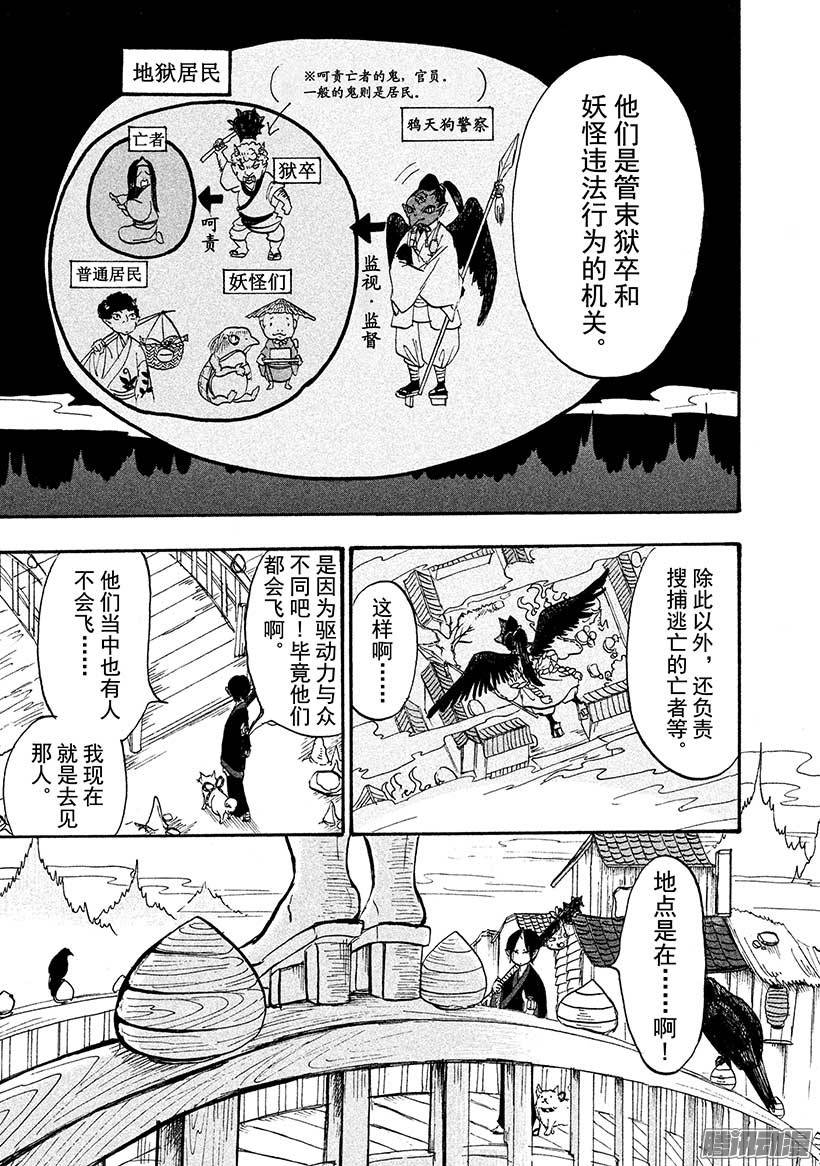 他们是管束狱卒和
妖怪违法行为的机关。
地狱居民
※呵责亡者的鬼，官员。
一般的鬼则是居民。
鸦天狗警察
亡者
狱卒
呵责
监视·监督
普通居民
妖怪们
除此以外，还负责
搜捕逃亡的亡者等。
这样啊
……
是因为驱动力与众
不同吧！毕竟他们
都会飞啊。
他们当中也有人
不会飞……
我现在
就是去见
那人。
地点是在……啊！
腾讯动漫